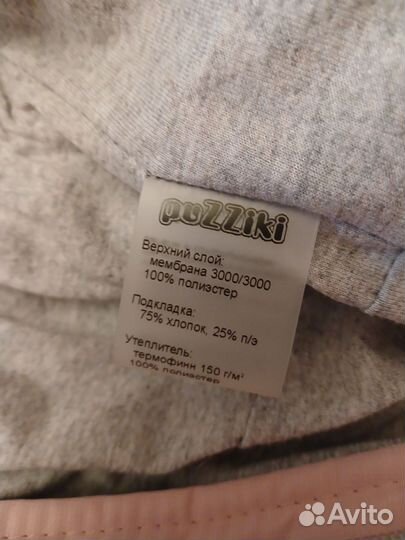 puZZiki
Верхний слой:
мембрана 3000/3000
100% полиэстер
Подкладка:
75% хлопок, 25% п/э
Утеплитель:
термофинн 150 г/м²
100% полиэстер
Avito